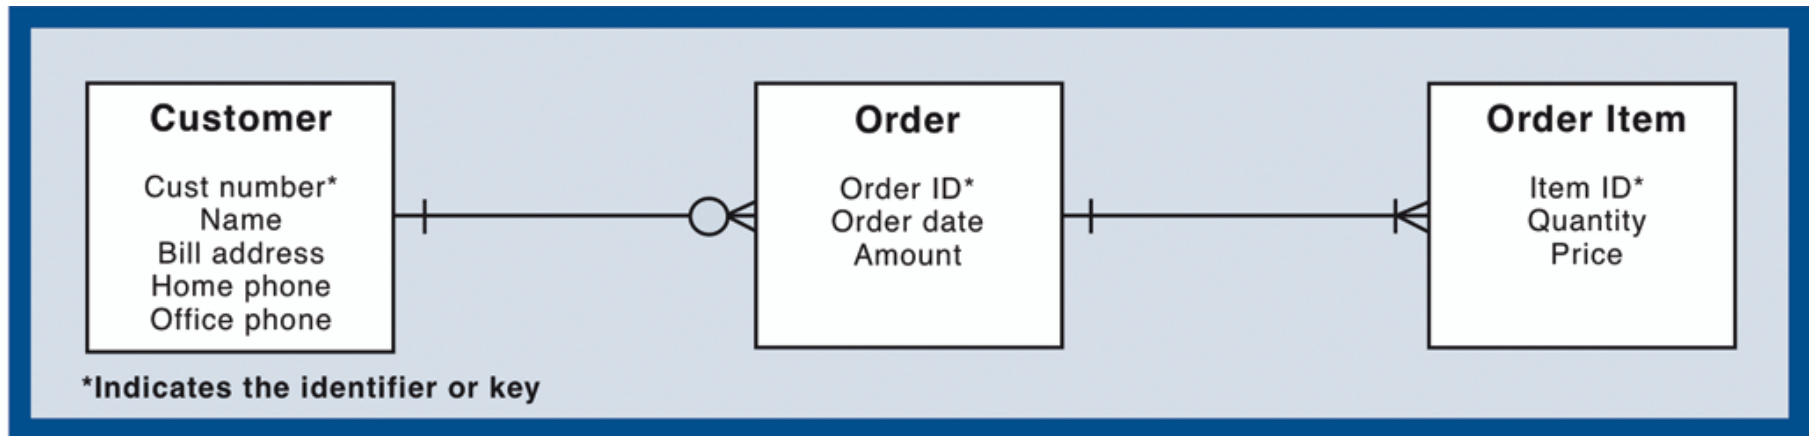 Customer
Cust number*
Name
Bill address
Home phone
Office phone
Order
Order ID*
Order date
Amount
Order Item
Item ID*
Quantity
Price
*Indicates the identifier or key